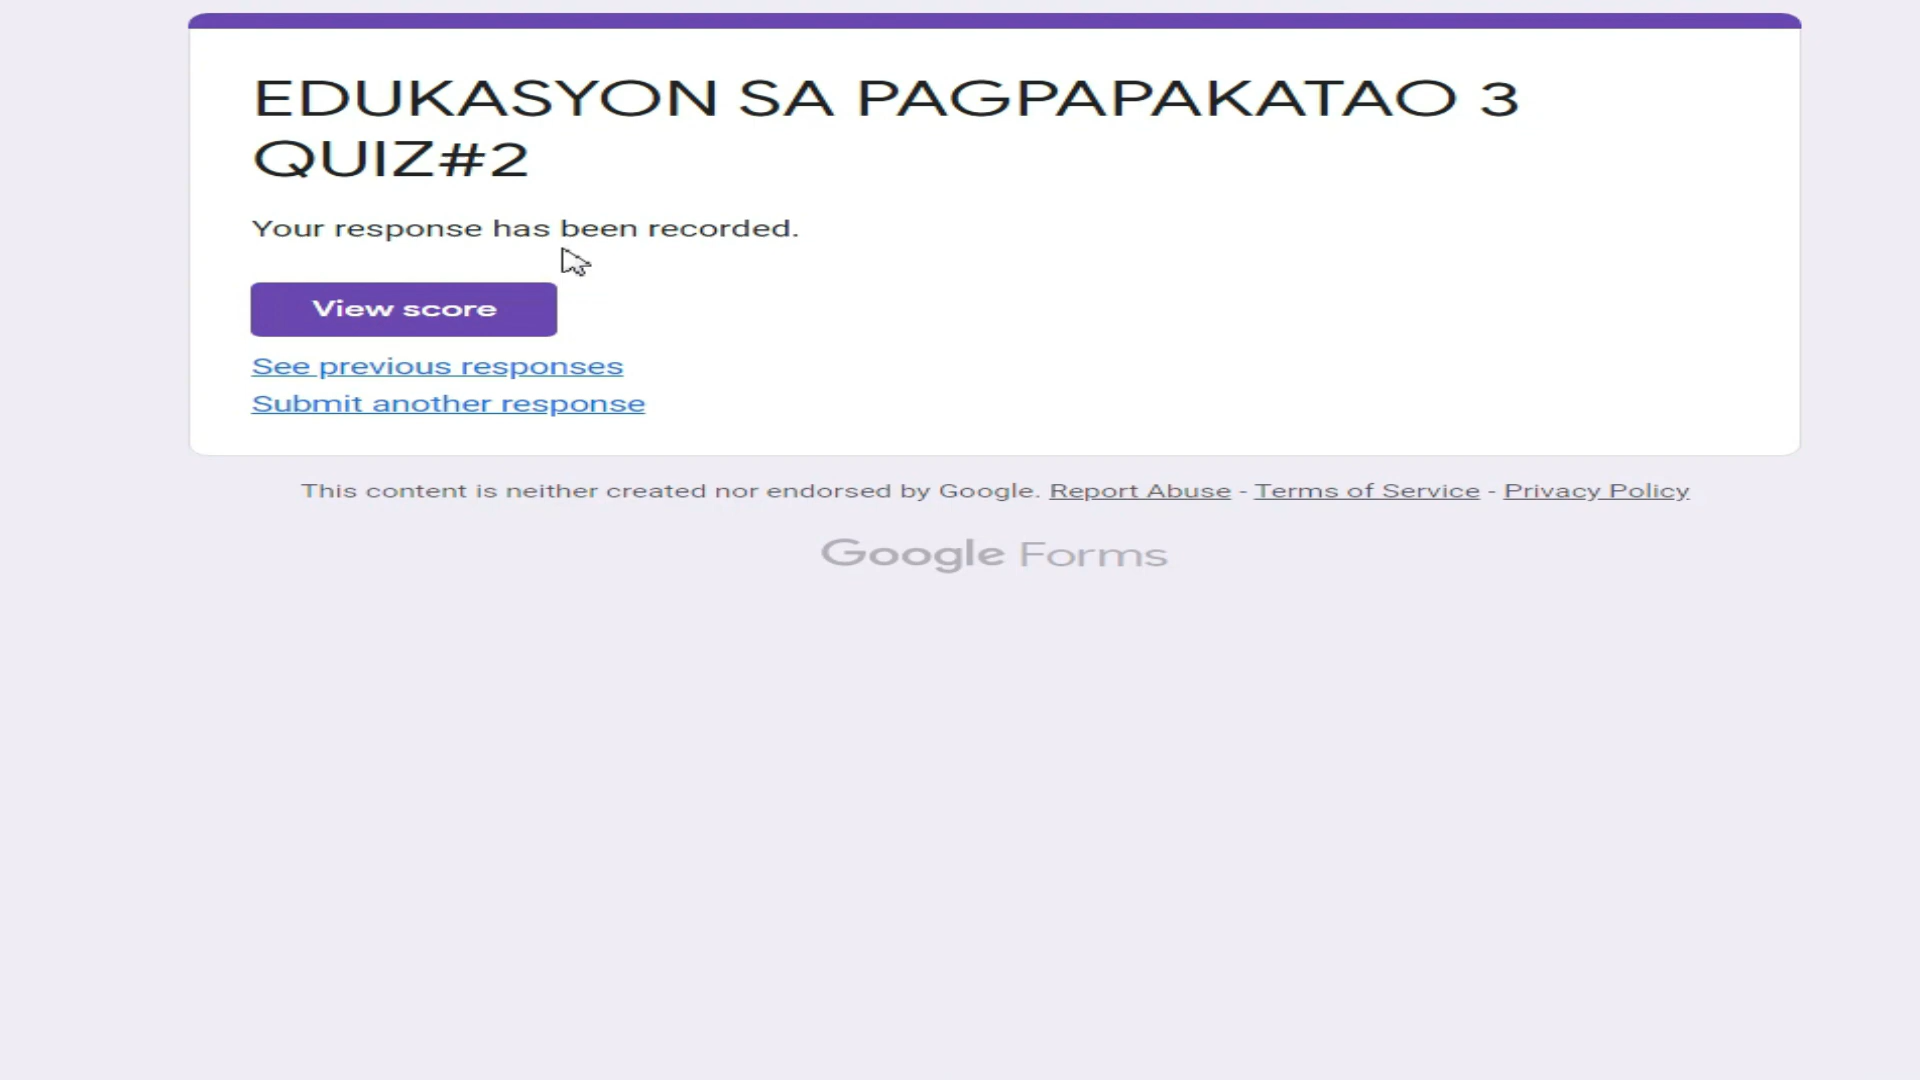 EDUKASYON SA PAGPAPAKATAO 3
QUIZ#2
Your response has been recorded.
View score
See previous responses
Submit another response
This content is neither created nor endorsed by Google. Report Abuse - Terms of Service - Privacy Policy
Google Forms